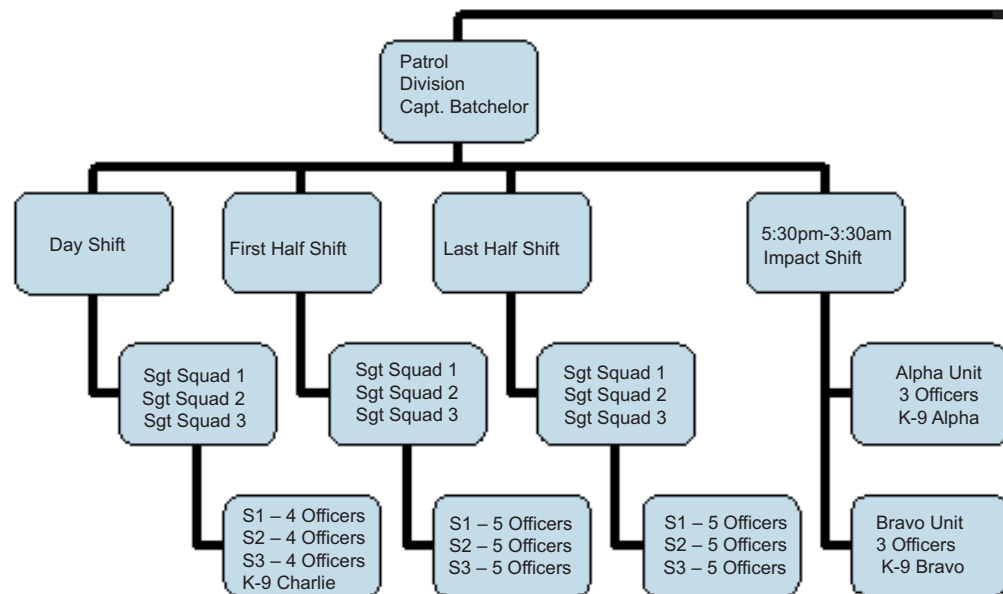 Patrol
Division
Capt. Batchelor
Day Shift
First Half Shift
Last Half Shift
5:30pm-3:30am
Impact Shift
Sgt Squad 1
Sgt Squad 2
Sgt Squad 3
Sgt Squad 1
Sgt Squad 2
Sgt Squad 3
Sgt Squad 1
Sgt Squad 2
Sgt Squad 3
Alpha Unit
3 Officers
K-9 Alpha
S1 – 4 Officers
S2 – 4 Officers
S3 – 4 Officers
K-9 Charlie
S1 – 5 Officers
S2 – 5 Officers
S3 – 5 Officers
S1 – 5 Officers
S2 – 5 Officers
S3 – 5 Officers
Bravo Unit
3 Officers
K-9 Bravo